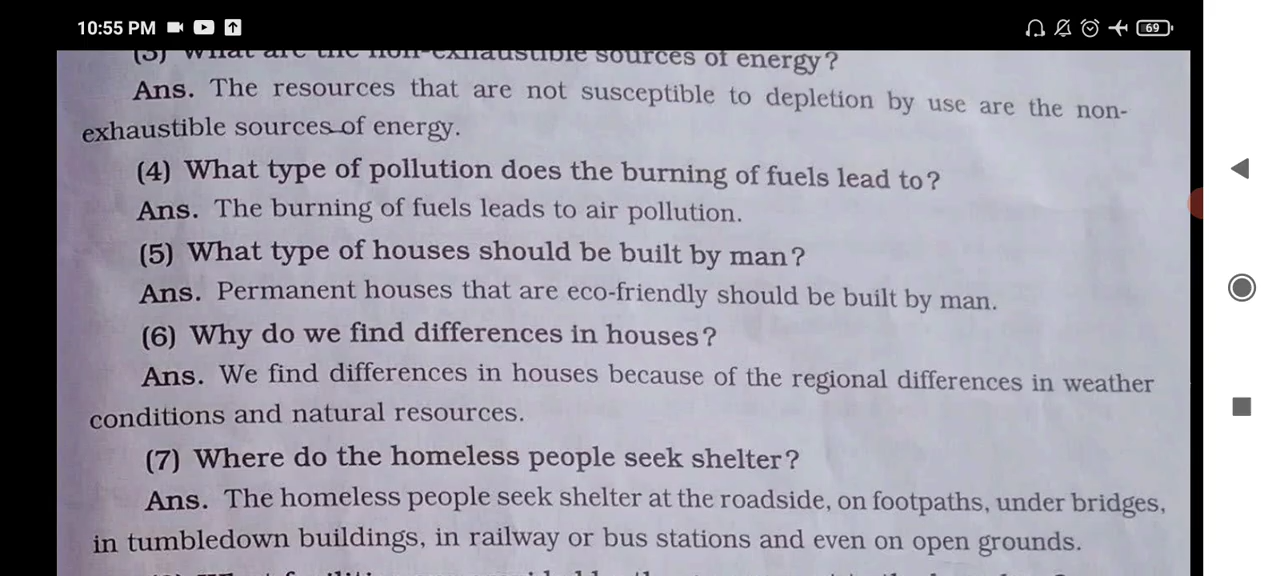 10:55 PM 69
(3) What are the non-exhaustible sources of energy?
Ans. The resources that are not susceptible to depletion by use are the non-
exhaustible sources of energy.
(4) What type of pollution does the burning of fuels lead to?
Ans. The burning of fuels leads to air pollution.
(5) What type of houses should be built by man?
Ans. Permanent houses that are eco-friendly should be built by man.
(6) Why do we find differences in houses?
Ans. We find differences in houses because of the regional differences in weather
conditions and natural resources.
(7) Where do the homeless people seek shelter?
Ans. The homeless people seek shelter at the roadside, on footpaths, under bridges,
in tumbledown buildings, in railway or bus stations and even on open grounds.